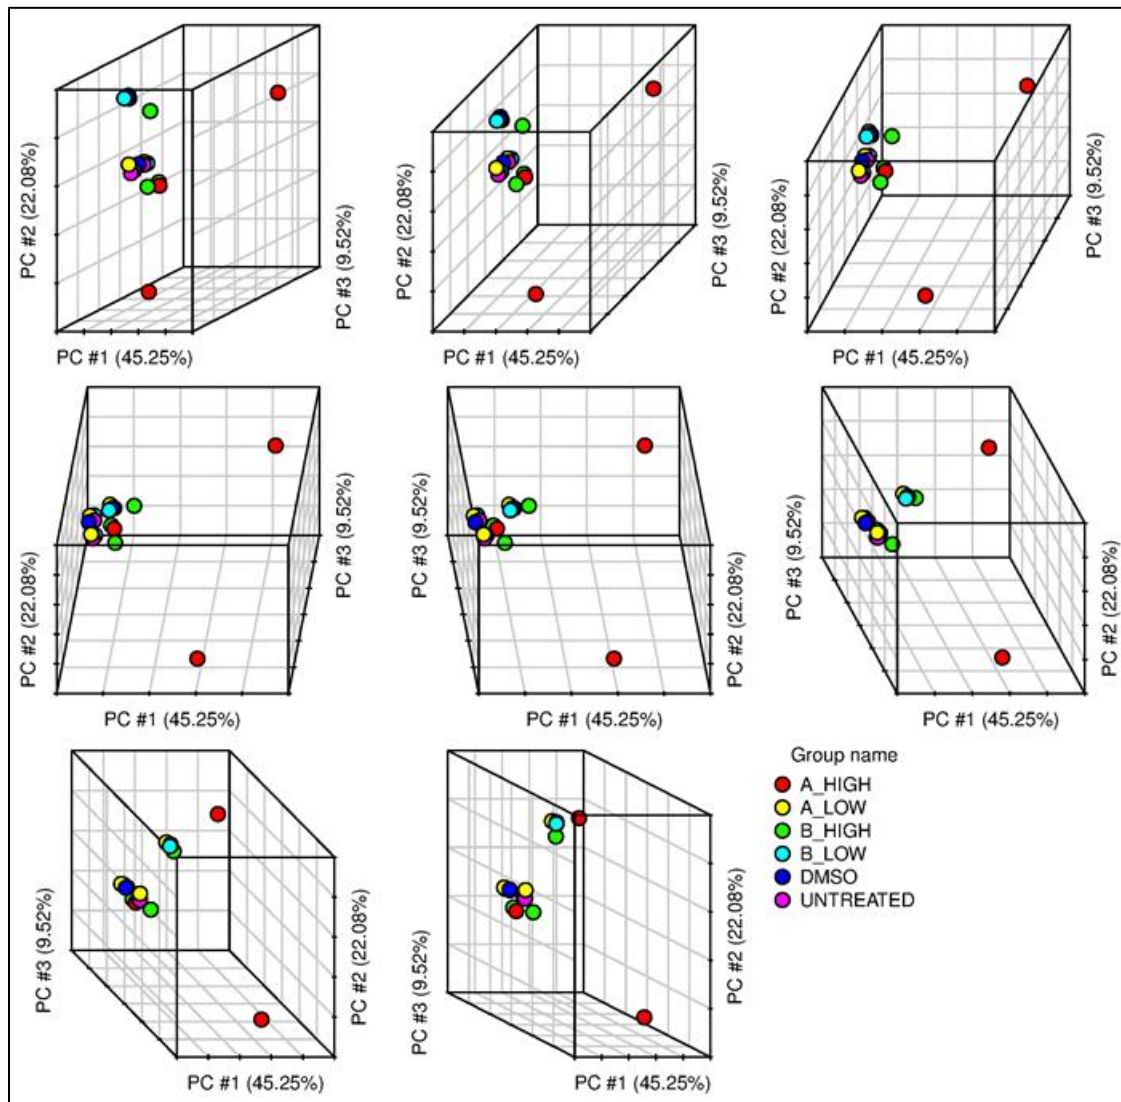 PC #2 (22.08%)
PC #3 (9.52%)
PC #1 (45.25%)
PC #2 (22.08%)
PC #3 (9.52%)
PC #1 (45.25%)
PC #2 (22.08%)
PC #3 (9.52%)
PC #1 (45.25%)
PC #2 (22.08%)
PC #3 (9.52%)
PC #1 (45.25%)
PC #3 (9.52%)
PC #2 (22.08%)
PC #1 (45.25%)
PC #3 (9.52%)
PC #2 (22.08%)
PC #1 (45.25%)
PC #3 (9.52%)
PC #2 (22.08%)
PC #1 (45.25%)
PC #3 (9.52%)
PC #2 (22.08%)
PC #1 (45.25%)
Group name
A_HIGH
A_LOW
B_HIGH
B_LOW
DMSO
UNTREATED